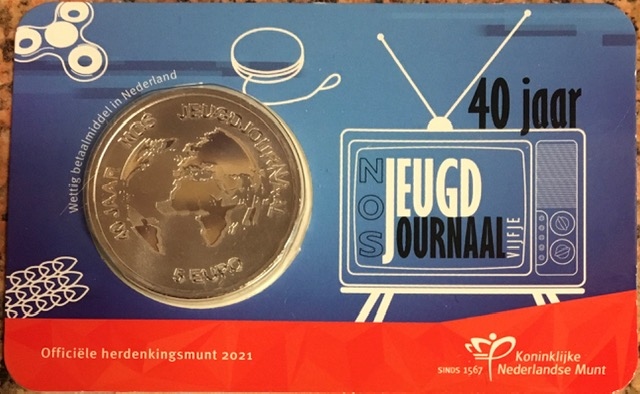 40 jaar
NOS
JEUGD
JOURNAAL
VIJFJE
Wettig betaalmiddel in Nederland
40 JAAR NOS JEUGDJOURNAAL
5 EURO
Officiële herdenkingsmunt 2021
SINDS 1567
Koninklijke
Nederlandse Munt